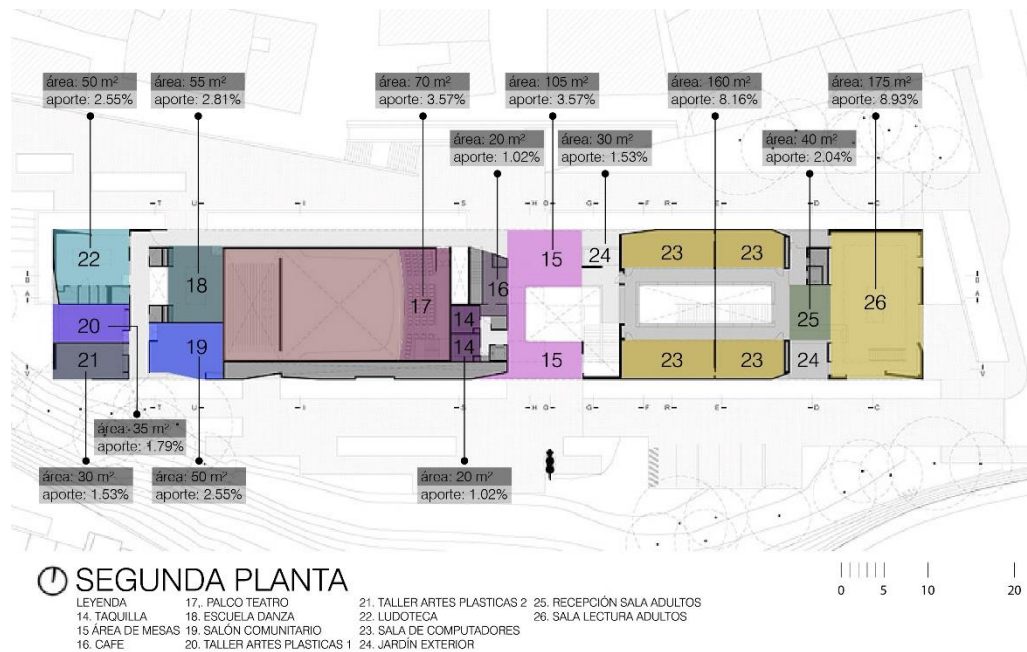 área: 50 m²
aporte: 2.55%
área: 55 m²
aporte: 2.81%
área: 70 m²
aporte: 3.57%
área: 105 m²
aporte: 3.57%
área: 160 m²
aporte: 8.16%
área: 175 m²
aporte: 8.93%
área: 20 m²
aporte: 1.02%
área: 30 m²
aporte: 1.53%
área: 40 m²
aporte: 2.04%
T U I S H O G F R E D C
22
18
15
24
23
23
16
17
26
20
14
25
21
19
14
15
23
23
24
T U I S H O G F R E D C
área: 35 m²
aporte: 1.79%
área: 30 m²
aporte: 1.53%
área: 50 m²
aporte: 2.55%
área: 20 m²
aporte: 1.02%
SEGUNDA PLANTA
0 5 10 20
LEYENDA
14. TAQUILLA
15 ÁREA DE MESAS
16. CAFE
17,. PALCO TEATRO
18. ESCUELA DANZA
19. SALÓN COMUNITARIO
20. TALLER ARTES PLASTICAS 1
21. TALLER ARTES PLASTICAS 2
22. LUDOTECA
23. SALA DE COMPUTADORES
24. JARDÍN EXTERIOR
25. RECEPCIÓN SALA ADULTOS
26. SALA LECTURA ADULTOS